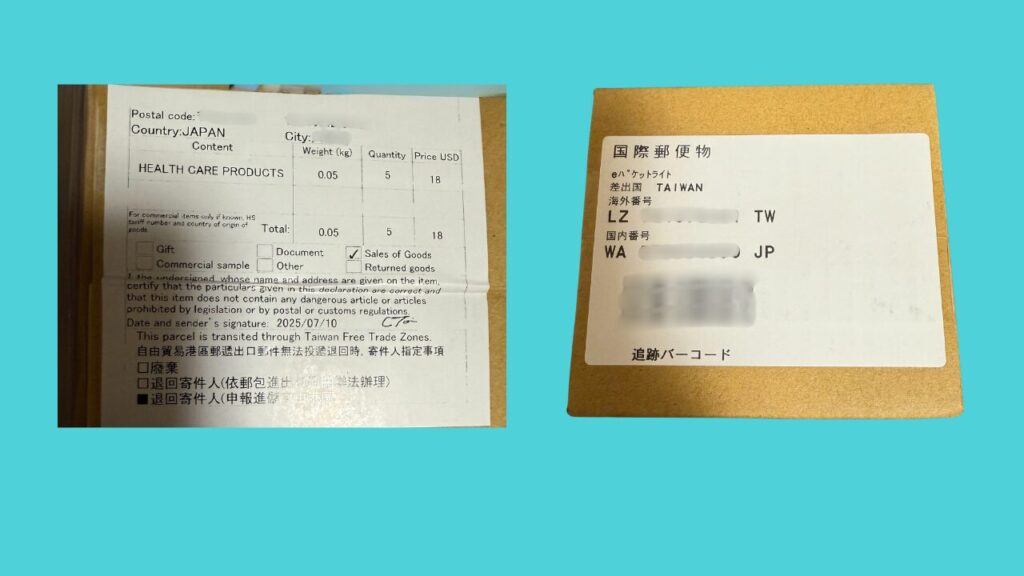 Postal code:
Country:JAPAN City:
Content Weight (kg) Quantity Price USD
HEALTH CARE PRODUCTS 0.05 5 18
For commercial items only if known, HS
tariff number and country of origin of
goods.
Total: 0.05 5 18
Gift Document ✓ Sales of Goods
Commercial sample Other Returned goods
I, the undersigned, whose name and address are given on the item,
certify that the particulars given in this declaration are correct and
that this item does not contain any dangerous article or articles
prohibited by legislation or by postal or customs regulations.
Date and sender's signature: 2025/07/10
This parcel is transited through Taiwan Free Trade Zones.
自由貿易港區郵遞出口郵件無法投遞退回時, 寄件人指定事項
□廢棄
□退回寄件人(依郵包進出 辦法辦理)
■退回寄件人(申報進儲
国際郵便物
eパケットライト
差出国 TAIWAN
海外番号
LZ TW
国内番号
WA JP
追跡バーコード